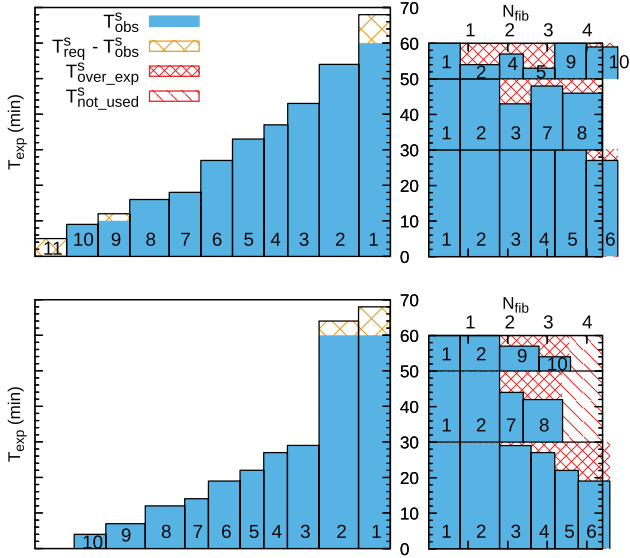 T^s_obs
T^s_req - T^s_obs
T^s_over_exp
T^s_not_used
T_exp (min)
11 10 9 8 7 6 5 4 3 2 1
N_fib
1 2 3 4
70
60
50
40
30
20
10
0
1 2 4 5 9 10
1 2 3 7 8
1 2 3 4 5 6
T_exp (min)
10 9 8 7 6 5 4 3 2 1
N_fib
1 2 3 4
70
60
50
40
30
20
10
0
1 2 9 10
1 2 7 8
1 2 3 4 5 6